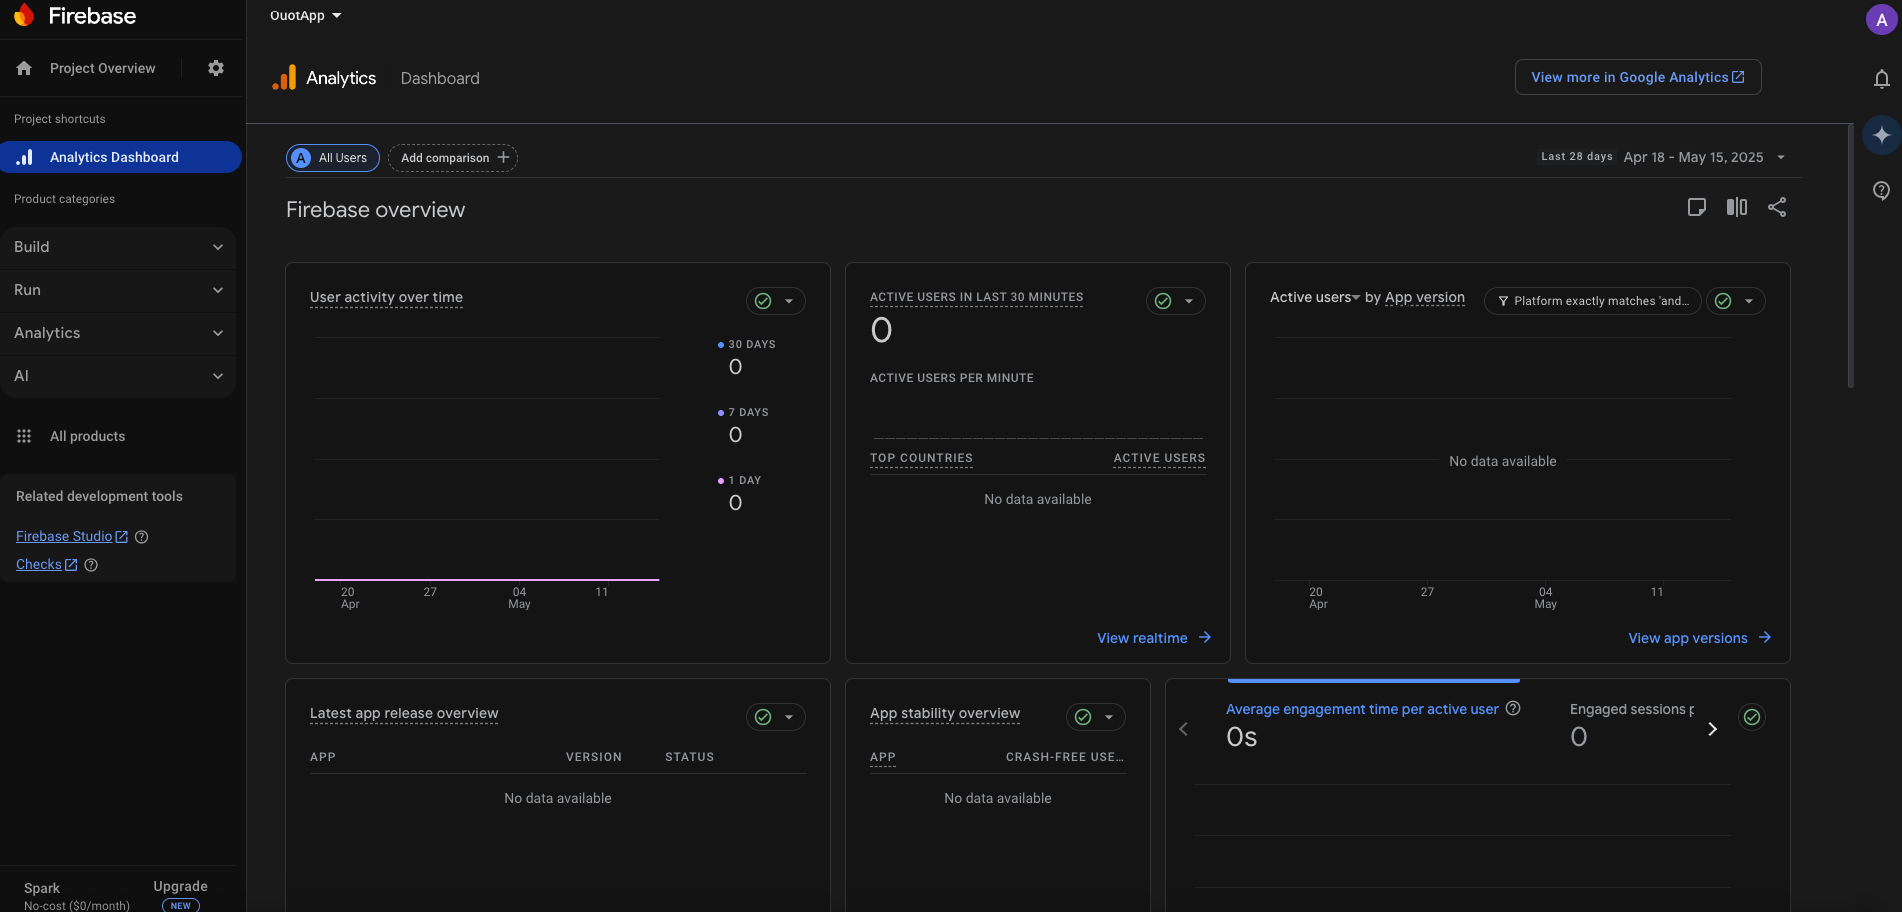 Firebase
OuotApp
A
Project Overview
Analytics
Dashboard
View more in Google Analytics
Project shortcuts
Analytics Dashboard
A All Users
Add comparison
Last 28 days
Apr 18 - May 15, 2025
Product categories
Firebase overview
Build
Run
Analytics
AI
All products
Related development tools
Firebase Studio
Checks
Spark
No-cost ($0/month)
Upgrade
NEW
User activity over time
30 DAYS
0
7 DAYS
0
1 DAY
0
20
Apr
27
04
May
11
ACTIVE USERS IN LAST 30 MINUTES
0
ACTIVE USERS PER MINUTE
TOP COUNTRIES
ACTIVE USERS
No data available
View realtime
Active users by App version
Platform exactly matches 'and...
No data available
20
Apr
27
04
May
11
View app versions
Latest app release overview
APP
VERSION
STATUS
No data available
App stability overview
APP
CRASH-FREE USE...
No data available
Average engagement time per active user
0s
Engaged sessions p
0